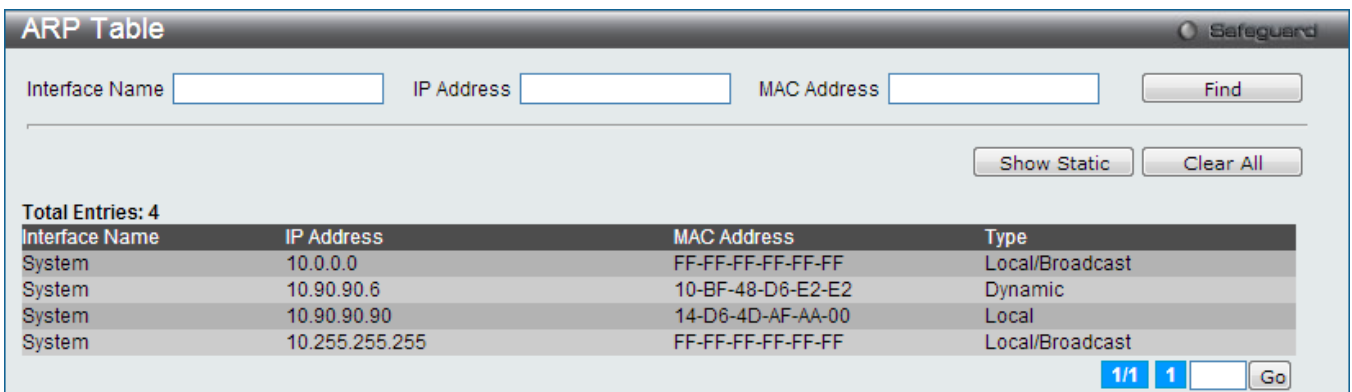 ARP Table Safeguard
Interface Name IP Address MAC Address Find
Show Static Clear All
Total Entries: 4
Interface Name IP Address MAC Address Type
System 10.0.0.0 FF-FF-FF-FF-FF-FF Local/Broadcast
System 10.90.90.6 10-BF-48-D6-E2-E2 Dynamic
System 10.90.90.90 14-D6-4D-AF-AA-00 Local
System 10.255.255.255 FF-FF-FF-FF-FF-FF Local/Broadcast
1/1 1 Go